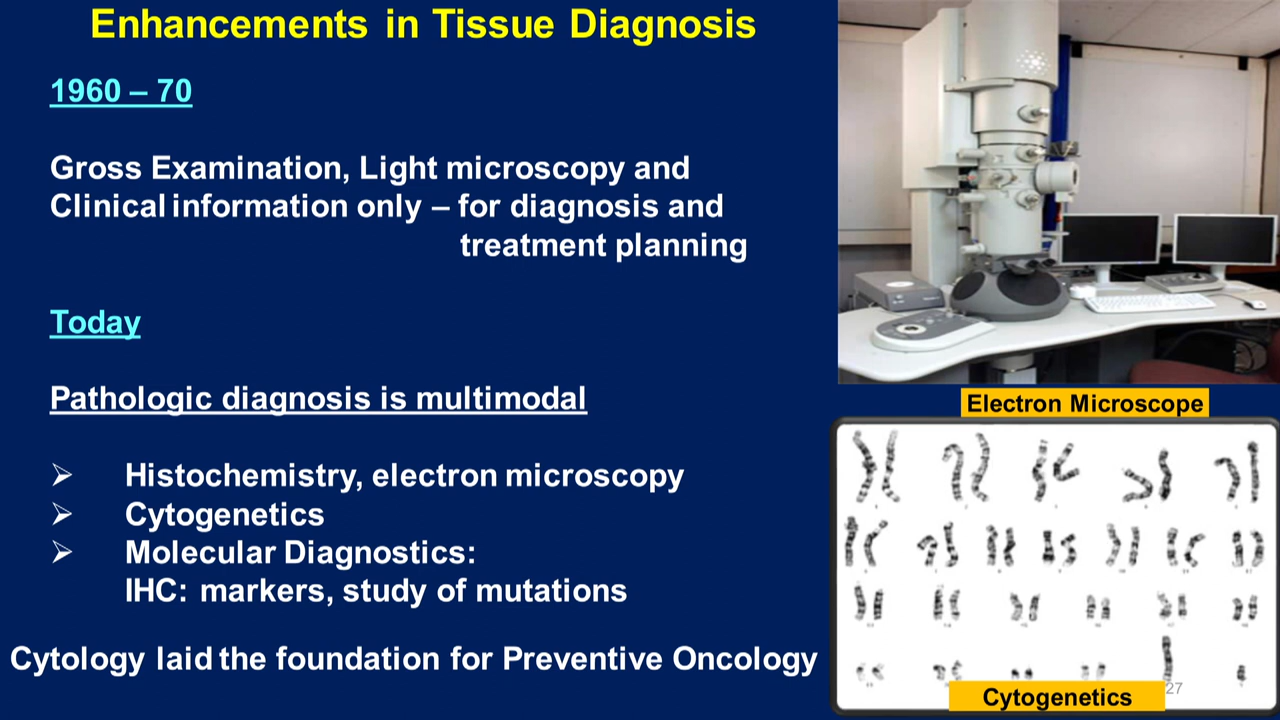 Enhancements in Tissue Diagnosis
1960 – 70
Gross Examination, Light microscopy and
Clinical information only – for diagnosis and
treatment planning
Today
Pathologic diagnosis is multimodal
➢ Histochemistry, electron microscopy
➢ Cytogenetics
➢ Molecular Diagnostics:
IHC: markers, study of mutations
Cytology laid the foundation for Preventive Oncology
Electron Microscope
Cytogenetics
27